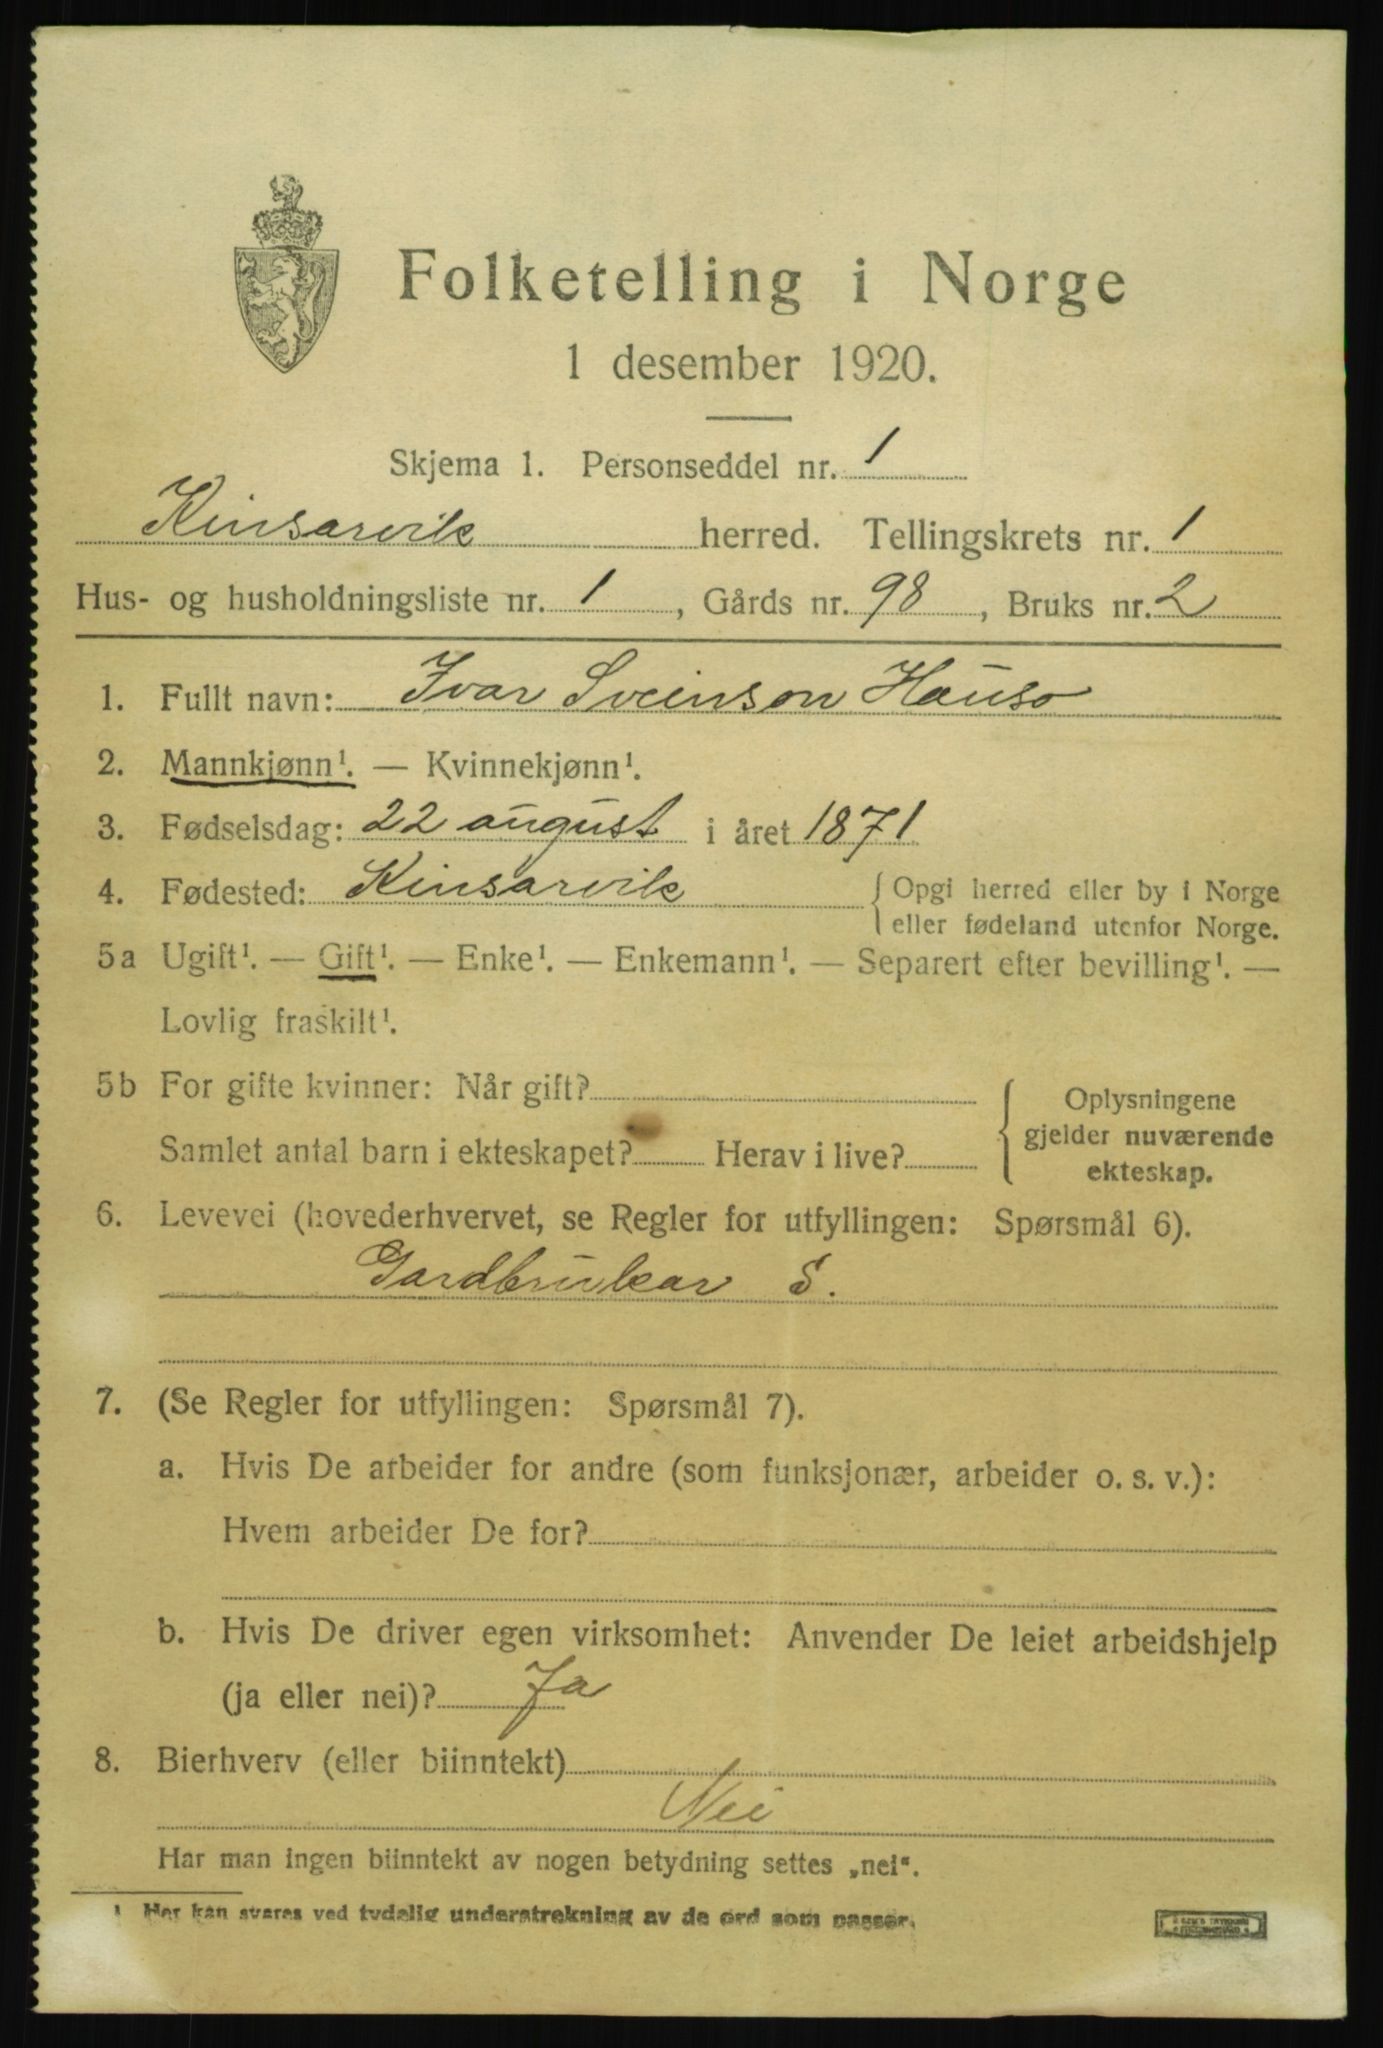 Folketelling i Norge
1 desember 1920.
Skjema 1. Personseddel nr. 1
Kinsarvik herred. Tellingskrets nr. 1
Hus- og husholdningsliste nr. 1, Gårds nr. 98, Bruks nr. 2
1. Fullt navn: Ivar Sveinson Hauso
2. Mannkjønn¹. — Kvinnekjønn¹.
3. Fødselsdag: 22 august i året 1871
4. Fødested: Kinsarvik { Opgi herred eller by i Norge
eller fødeland utenfor Norge.
5a Ugift¹. — Gift¹. — Enke¹. — Enkemann¹. — Separert efter bevilling¹. —
Lovlig fraskilt¹.
5b For gifte kvinner: Når gift? { Oplysningene
gjelder nuværende
Samlet antal barn i ekteskapet? Herav i live?
ekteskap.
6. Levevei (hovederhvervet, se Regler for utfyllingen: Spørsmål 6).
Gardbrukar S.
7. (Se Regler for utfyllingen: Spørsmål 7).
a. Hvis De arbeider for andre (som funksjonær, arbeider o. s. v.):
Hvem arbeider De for?
b. Hvis De driver egen virksomhet: Anvender De leiet arbeidshjelp
(ja eller nei)? Ja
8. Bierhverv (eller biinntekt)
Nei
Har man ingen biinntekt av nogen betydning settes „nei“.
1 Her kan svares ved tydelig understrekning av de ord som passer.